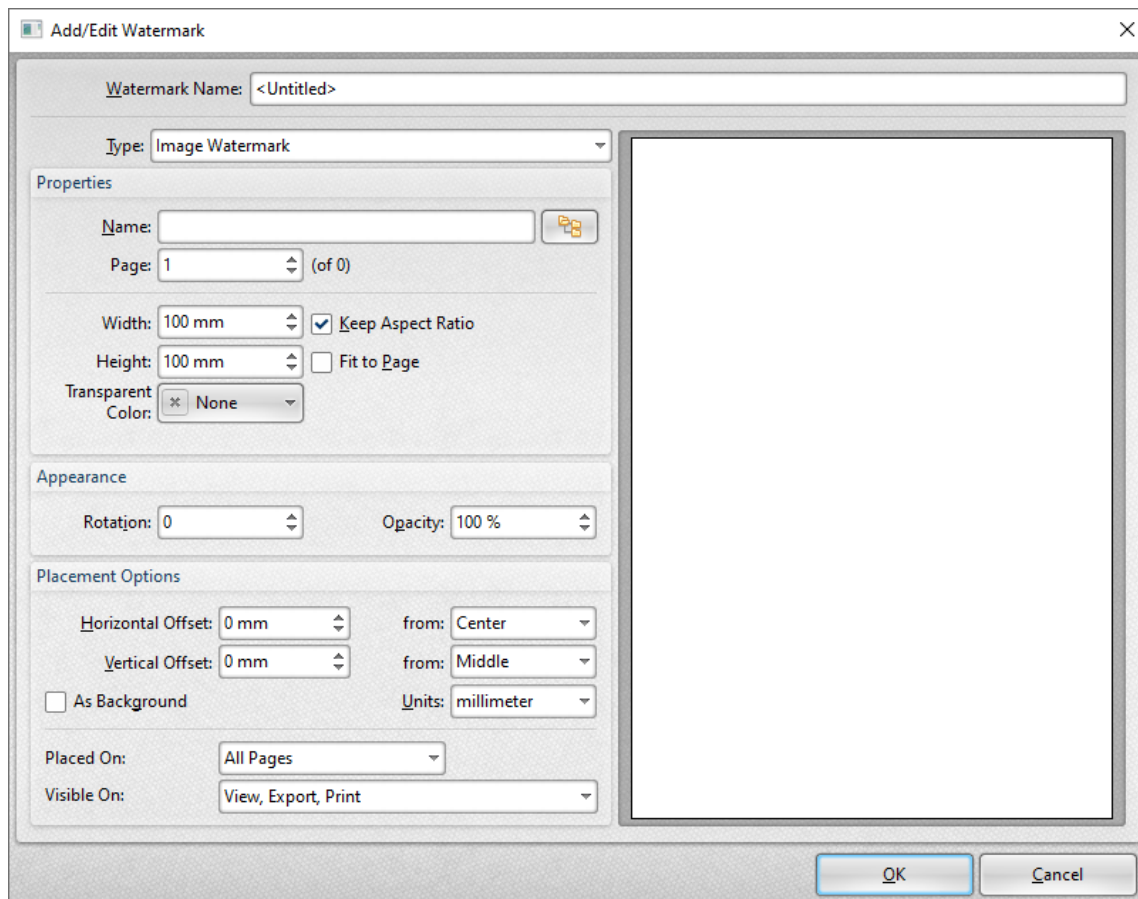 Add/Edit Watermark
Watermark Name: <Untitled>
Type: Image Watermark
Properties
Name:
Page: 1 (of 0)
Width: 100 mm Keep Aspect Ratio
Height: 100 mm Fit to Page
Transparent
Color: None
Appearance
Rotation: 0 Opacity: 100 %
Placement Options
Horizontal Offset: 0 mm from: Center
Vertical Offset: 0 mm from: Middle
As Background Units: millimeter
Placed On: All Pages
Visible On: View, Export, Print
OK Cancel